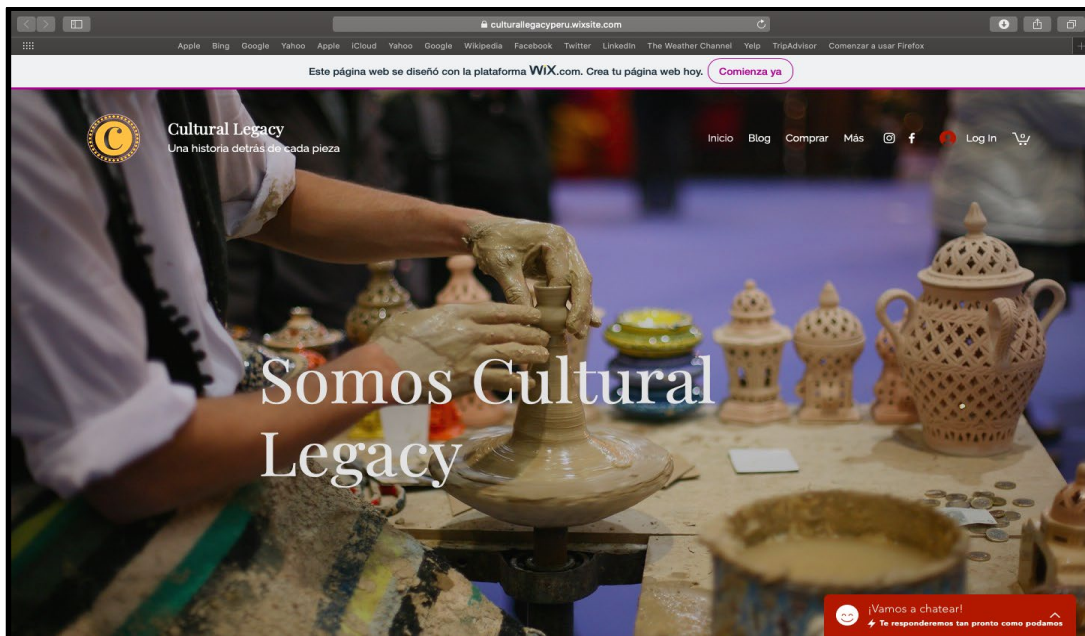 culturallegacyperu.wixsite.com
Apple Bing Google Yahoo Apple iCloud Yahoo Google Wikipedia Facebook Twitter LinkedIn The Weather Channel Yelp TripAdvisor Comenzar a usar Firefox
Este página web se diseñó con la plataforma WiX.com. Crea tu página web hoy. Comienza ya
C
Cultural Legacy
Una historia detrás de cada pieza
Inicio Blog Comprar Más f Log In 0
Somos Cultural
Legacy
¡Vamos a chatear!
Te responderemos tan pronto como podamos